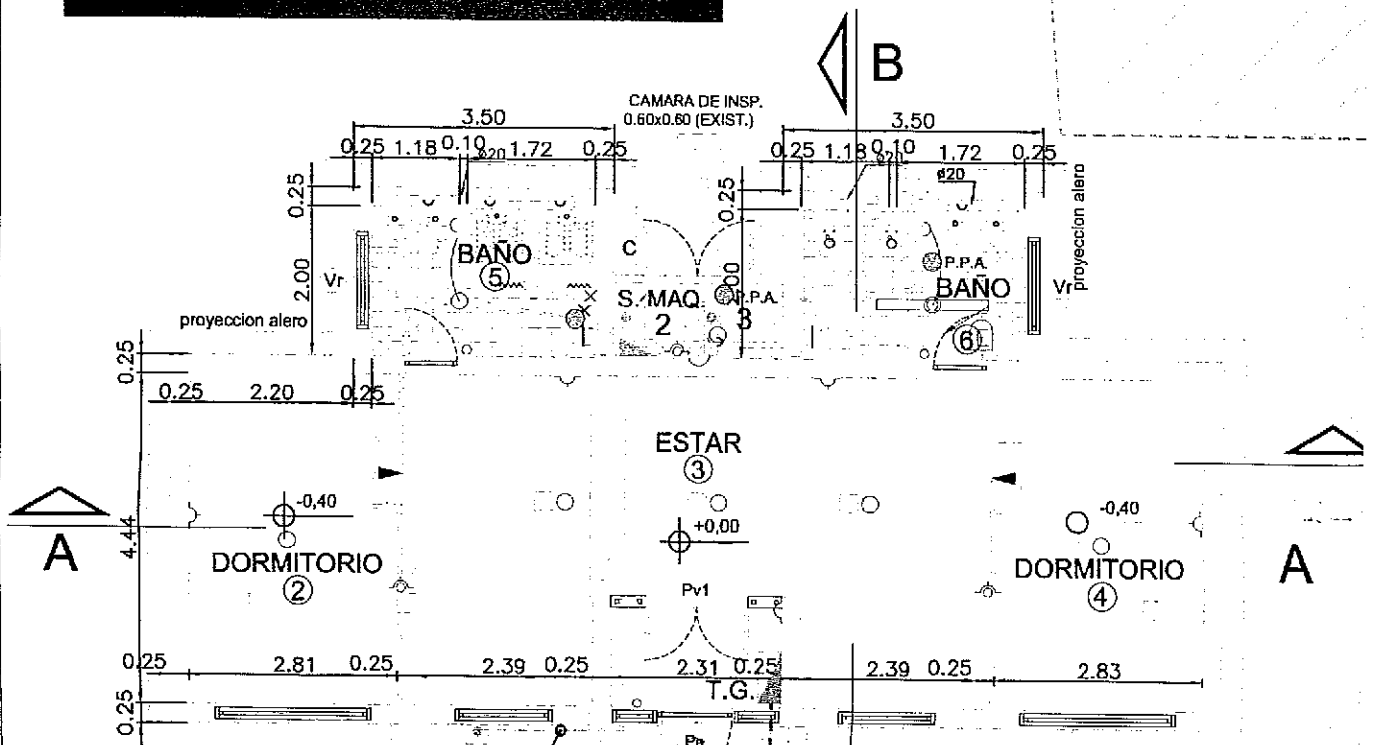 B
CAMARA DE INSP.
0.60x0.60 (EXIST.)
3.50
3.50
0.25 1.18 0.10 ø20 1.72 0.25
0.25 1.18 0.10 1.72 0.25
ø20
0.25
0.25
proyeccion alero
BAÑO
5
C
2.00
Vr
S. MAQ.
2
P.P.A.
3
P.P.A.
BAÑO
6
Vr
proyeccion alero
0.25
0.25 2.20 0.25
ESTAR
3
-0,40
+0,00
-0,40
A
4.44
DORMITORIO
2
DORMITORIO
4
A
Pv1
0.25 2.81 0.25 2.39 0.25 2.31 0.25 2.39 0.25 2.83
T.G.
0.25